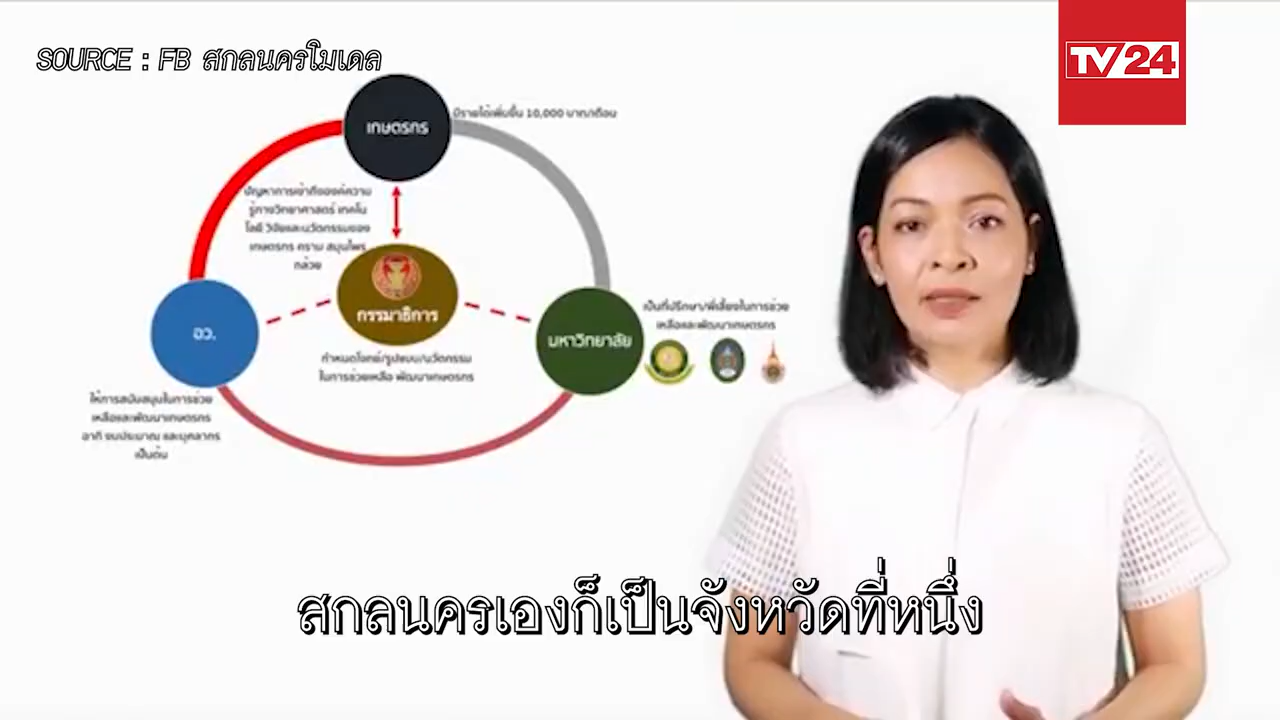 SOURCE : FB สกลนครโมเดล
TV24
เกษตรกร
มีรายได้เพิ่มขึ้น 10,000 บาท/เดือน
ปัญหาการเข้าถึงองค์ความ
รู้ทางวิทยาศาสตร์ เทคโน
โลยี วิจัยและนวัตกรรมของ
เกษตรกร คราม สมุนไพร
กล้วย
กรรมาธิการ
อว.
มหาวิทยาลัย
เป็นที่ปรึกษา/พี่เลี้ยงในการช่วย
เหลือและพัฒนาเกษตรกร
กำหนดโจทย์/รูปแบบ/นวัตกรรม
ในการช่วยเหลือ พัฒนาเกษตรกร
ให้การสนับสนุนในการช่วย
เหลือและพัฒนาเกษตรกร
อาทิ งบประมาณ และบุคลากร
เป็นต้น
สกลนครเองก็เป็นจังหวัดที่หนึ่ง